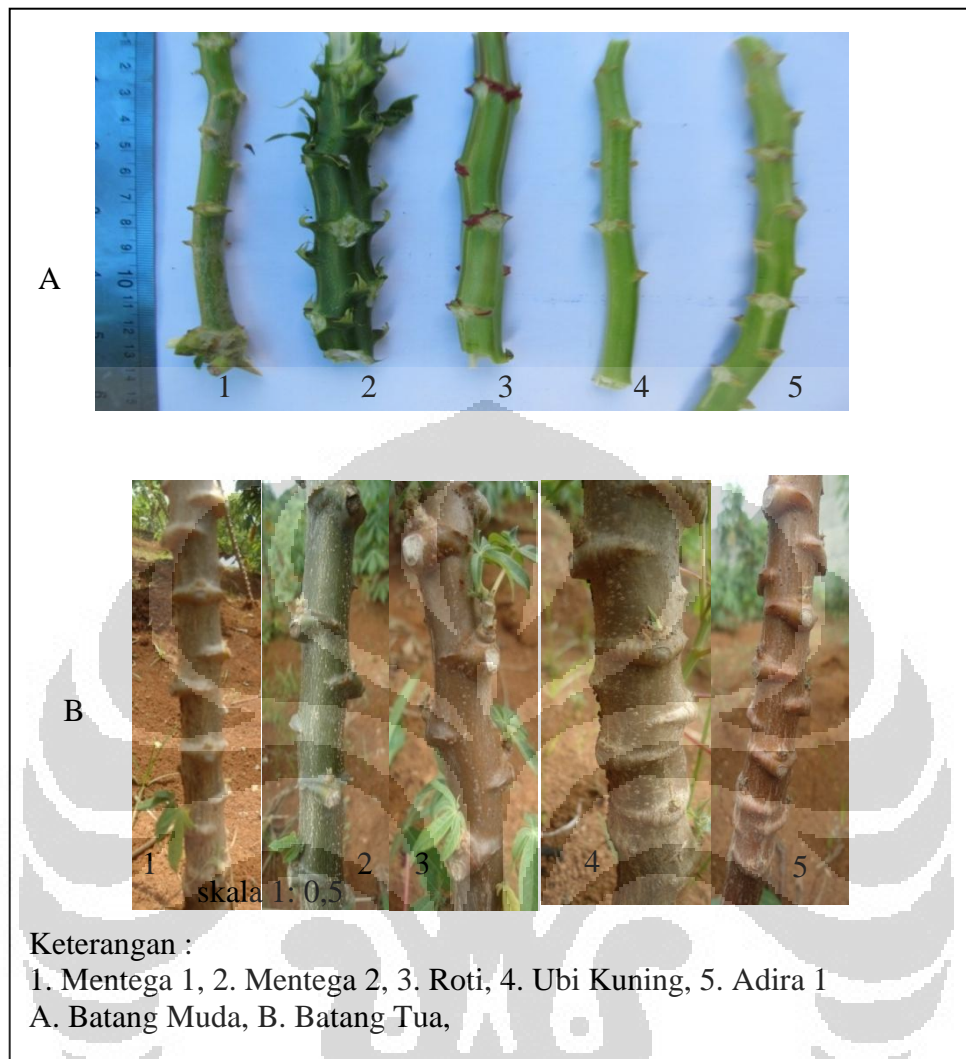 A
1 2 3 4 5
B
1 2 3 4 5
skala 1: 0,5
Keterangan :
1. Mentega 1, 2. Mentega 2, 3. Roti, 4. Ubi Kuning, 5. Adira 1
A. Batang Muda, B. Batang Tua,